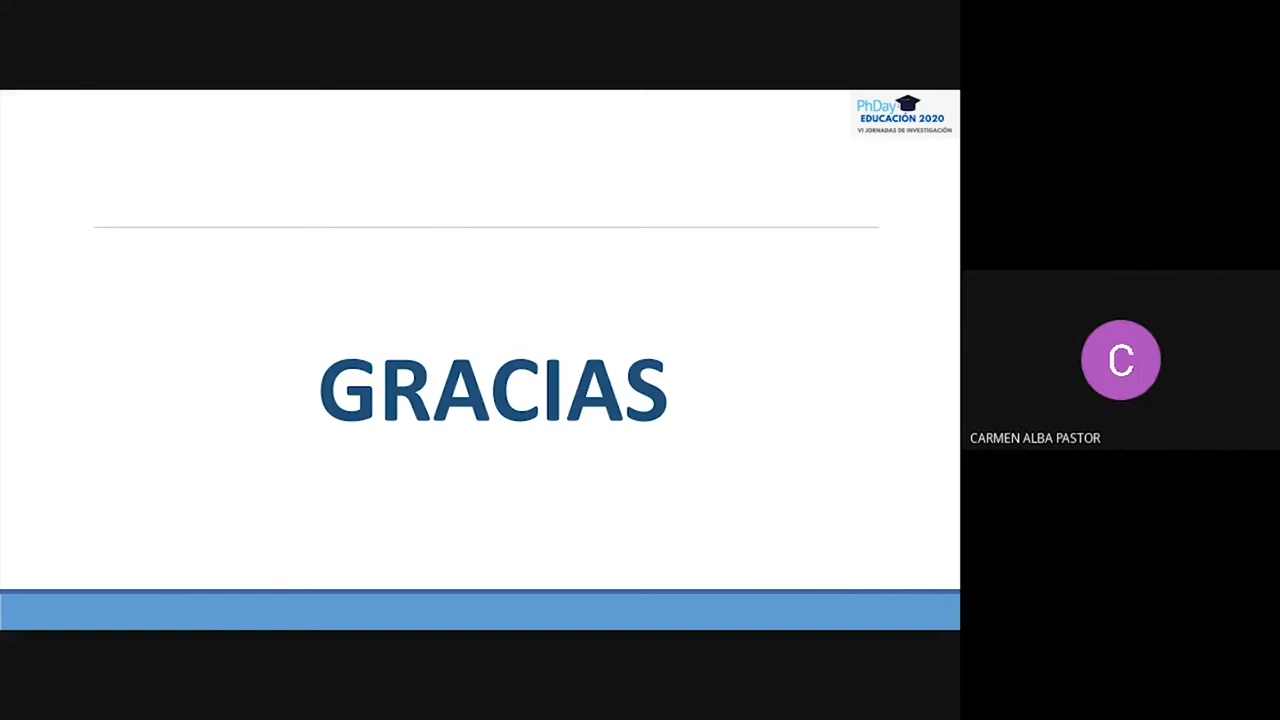 PhDay
EDUCACIÓN 2020
VI JORNADAS DE INVESTIGACIÓN
GRACIAS
C
CARMEN ALBA PASTOR